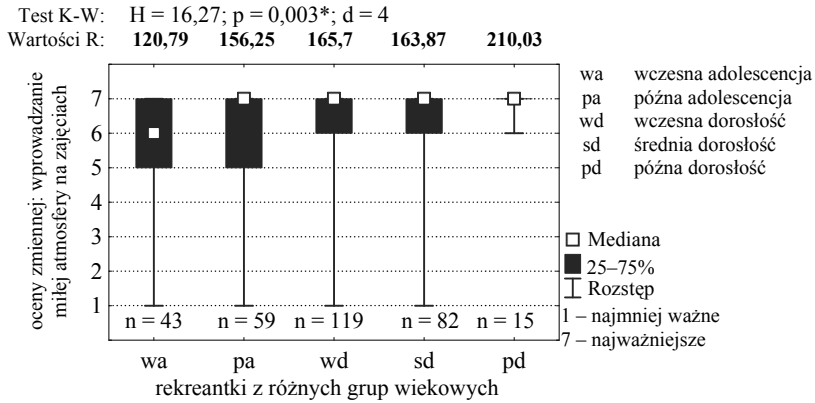 Test K-W: H = 16,27; p = 0,003*; d = 4
Wartości R: 120,79 156,25 165,7 163,87 210,03
oceny zmiennej: wprowadzanie
miłej atmosfery na zajęciach
7
6
5
4
3
2
1
n = 43 n = 59 n = 119 n = 82 n = 15
wa pa wd sd pd
rekreantki z różnych grup wiekowych
wa wczesna adolescencja
pa późna adolescencja
wd wczesna dorosłość
sd średnia dorosłość
pd późna dorosłość
Mediana
25–75%
Rozstęp
1 – najmniej ważne
7 – najważniejsze